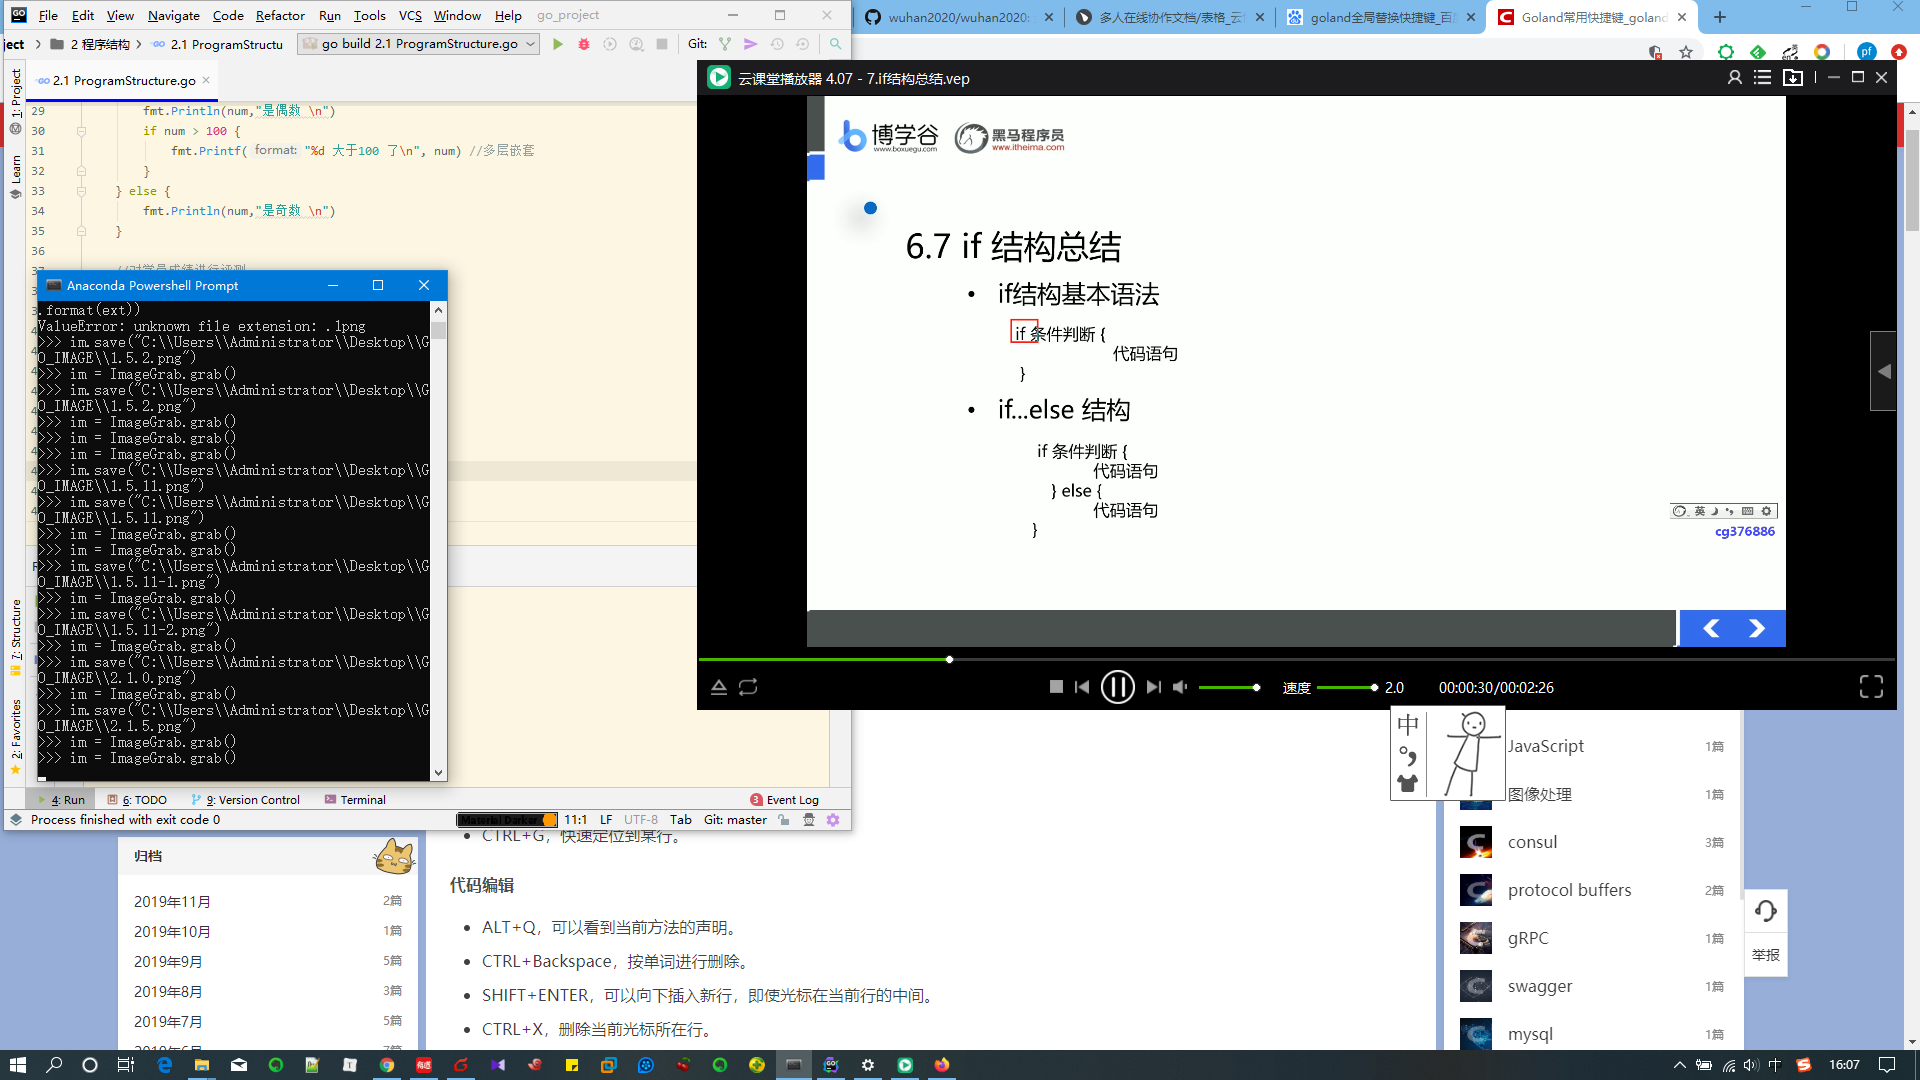 File Edit View Navigate Code Refactor Run Tools VCS Window Help go_project
ject 2 程序结构 2.1 ProgramStructu go build 2.1 ProgramStructure.go Git:
2.1 ProgramStructure.go
1: Project
Learn
7: Structure
2: Favorites
29 fmt.Println(num,"是偶数 \n")
30 if num > 100 {
31 fmt.Printf( format: "%d 大于100 了\n", num) //多层嵌套
32 }
33 } else {
34 fmt.Println(num,"是奇数 \n")
35 }
36
Anaconda Powershell Prompt
.format(ext))
ValueError: unknown file extension: .1png
>>> im.save("C:\\Users\\Administrator\\Desktop\\G
O_IMAGE\\1.5.2.png")
>>> im = ImageGrab.grab()
>>> im.save("C:\\Users\\Administrator\\Desktop\\G
O_IMAGE\\1.5.2.png")
>>> im = ImageGrab.grab()
>>> im = ImageGrab.grab()
>>> im = ImageGrab.grab()
>>> im.save("C:\\Users\\Administrator\\Desktop\\G
O_IMAGE\\1.5.11.png")
>>> im.save("C:\\Users\\Administrator\\Desktop\\G
O_IMAGE\\1.5.11.png")
>>> im = ImageGrab.grab()
>>> im = ImageGrab.grab()
>>> im.save("C:\\Users\\Administrator\\Desktop\\G
O_IMAGE\\1.5.11-1.png")
>>> im = ImageGrab.grab()
>>> im.save("C:\\Users\\Administrator\\Desktop\\G
O_IMAGE\\1.5.11-2.png")
>>> im = ImageGrab.grab()
>>> im.save("C:\\Users\\Administrator\\Desktop\\G
O_IMAGE\\2.1.0.png")
>>> im = ImageGrab.grab()
>>> im.save("C:\\Users\\Administrator\\Desktop\\G
O_IMAGE\\2.1.5.png")
>>> im = ImageGrab.grab()
>>> im = ImageGrab.grab()
4: Run 6: TODO 9: Version Control Terminal 3 Event Log
Process finished with exit code 0 Material Darker 11:1 LF UTF-8 Tab Git: master
wuhan2020/wuhan2020: 多人在线协作文档/表格_云 goland全局替换快捷键_百 Goland常用快捷键_goland
pf
云课堂播放器 4.07 - 7.if结构总结.vep
博学谷
www.boxuegu.com
黑马程序员
www.itheima.com
6.7 if 结构总结
• if结构基本语法
if 条件判断 {
代码语句
}
• if...else 结构
if 条件判断 {
代码语句
} else {
代码语句
}
英
cg376886
速度 2.0 00:00:30/00:02:26
中
JavaScript 1篇
图像处理 1篇
consul 3篇
protocol buffers 2篇
gRPC 1篇
swagger 1篇
mysql 1篇
举报
归档
2019年11月 2篇
2019年10月 1篇
2019年9月 5篇
2019年8月 3篇
2019年7月 5篇
• CTRL+G，快速定位到某行。
代码编辑
• ALT+Q，可以看到当前方法的声明。
• CTRL+Backspace，按单词进行删除。
• SHIFT+ENTER，可以向下插入新行，即使光标在当前行的中间。
• CTRL+X，删除当前光标所在行。
中 16:07